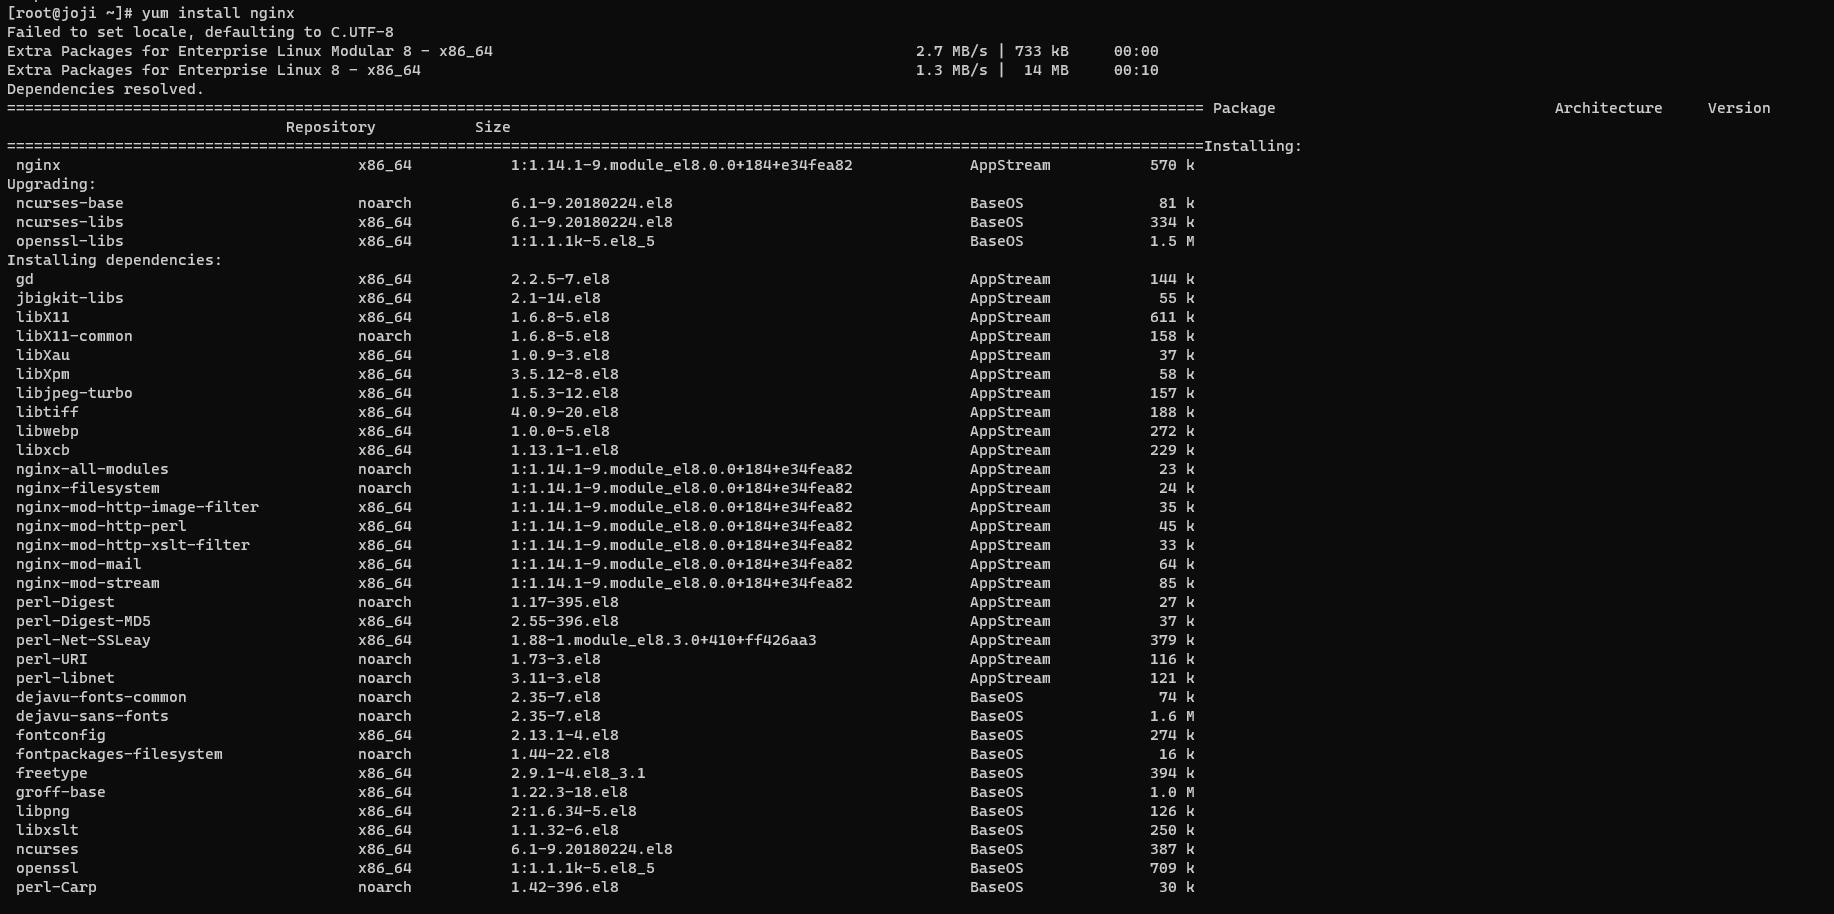 [root@joji ~]# yum install nginx
Failed to set locale, defaulting to C.UTF-8
Extra Packages for Enterprise Linux Modular 8 - x86_64 2.7 MB/s | 733 kB 00:00
Extra Packages for Enterprise Linux 8 - x86_64 1.3 MB/s | 14 MB 00:10
Dependencies resolved.
===================================================================================================================================== Package Architecture Version
Repository Size
=====================================================================================================================================Installing:
nginx x86_64 1:1.14.1-9.module_el8.0.0+184+e34fea82 AppStream 570 k
Upgrading:
ncurses-base noarch 6.1-9.20180224.el8 BaseOS 81 k
ncurses-libs x86_64 6.1-9.20180224.el8 BaseOS 334 k
openssl-libs x86_64 1:1.1.1k-5.el8_5 BaseOS 1.5 M
Installing dependencies:
gd x86_64 2.2.5-7.el8 AppStream 144 k
jbigkit-libs x86_64 2.1-14.el8 AppStream 55 k
libX11 x86_64 1.6.8-5.el8 AppStream 611 k
libX11-common noarch 1.6.8-5.el8 AppStream 158 k
libXau x86_64 1.0.9-3.el8 AppStream 37 k
libXpm x86_64 3.5.12-8.el8 AppStream 58 k
libjpeg-turbo x86_64 1.5.3-12.el8 AppStream 157 k
libtiff x86_64 4.0.9-20.el8 AppStream 188 k
libwebp x86_64 1.0.0-5.el8 AppStream 272 k
libxcb x86_64 1.13.1-1.el8 AppStream 229 k
nginx-all-modules noarch 1:1.14.1-9.module_el8.0.0+184+e34fea82 AppStream 23 k
nginx-filesystem noarch 1:1.14.1-9.module_el8.0.0+184+e34fea82 AppStream 24 k
nginx-mod-http-image-filter x86_64 1:1.14.1-9.module_el8.0.0+184+e34fea82 AppStream 35 k
nginx-mod-http-perl x86_64 1:1.14.1-9.module_el8.0.0+184+e34fea82 AppStream 45 k
nginx-mod-http-xslt-filter x86_64 1:1.14.1-9.module_el8.0.0+184+e34fea82 AppStream 33 k
nginx-mod-mail x86_64 1:1.14.1-9.module_el8.0.0+184+e34fea82 AppStream 64 k
nginx-mod-stream x86_64 1:1.14.1-9.module_el8.0.0+184+e34fea82 AppStream 85 k
perl-Digest noarch 1.17-395.el8 AppStream 27 k
perl-Digest-MD5 x86_64 2.55-396.el8 AppStream 37 k
perl-Net-SSLeay x86_64 1.88-1.module_el8.3.0+410+ff426aa3 AppStream 379 k
perl-URI noarch 1.73-3.el8 AppStream 116 k
perl-libnet noarch 3.11-3.el8 AppStream 121 k
dejavu-fonts-common noarch 2.35-7.el8 BaseOS 74 k
dejavu-sans-fonts noarch 2.35-7.el8 BaseOS 1.6 M
fontconfig x86_64 2.13.1-4.el8 BaseOS 274 k
fontpackages-filesystem noarch 1.44-22.el8 BaseOS 16 k
freetype x86_64 2.9.1-4.el8_3.1 BaseOS 394 k
groff-base x86_64 1.22.3-18.el8 BaseOS 1.0 M
libpng x86_64 2:1.6.34-5.el8 BaseOS 126 k
libxslt x86_64 1.1.32-6.el8 BaseOS 250 k
ncurses x86_64 6.1-9.20180224.el8 BaseOS 387 k
openssl x86_64 1:1.1.1k-5.el8_5 BaseOS 709 k
perl-Carp noarch 1.42-396.el8 BaseOS 30 k